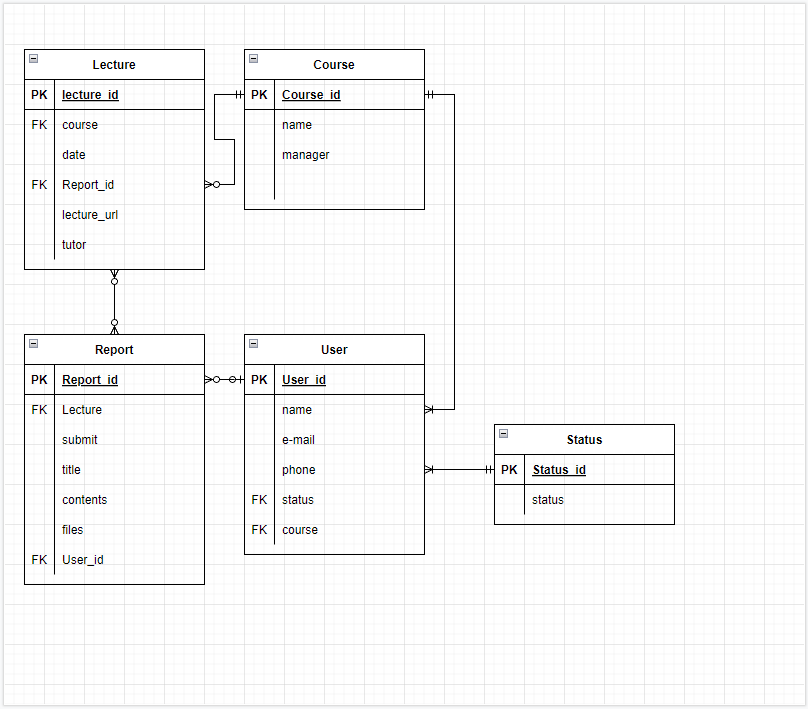 Lecture
PK lecture_id
FK course
date
FK Report_id
lecture_url
tutor
Course
PK Course_id
name
manager
Report
PK Report_id
FK Lecture
submit
title
contents
files
FK User_id
User
PK User_id
name
e-mail
phone
FK status
FK course
Status
PK Status_id
status